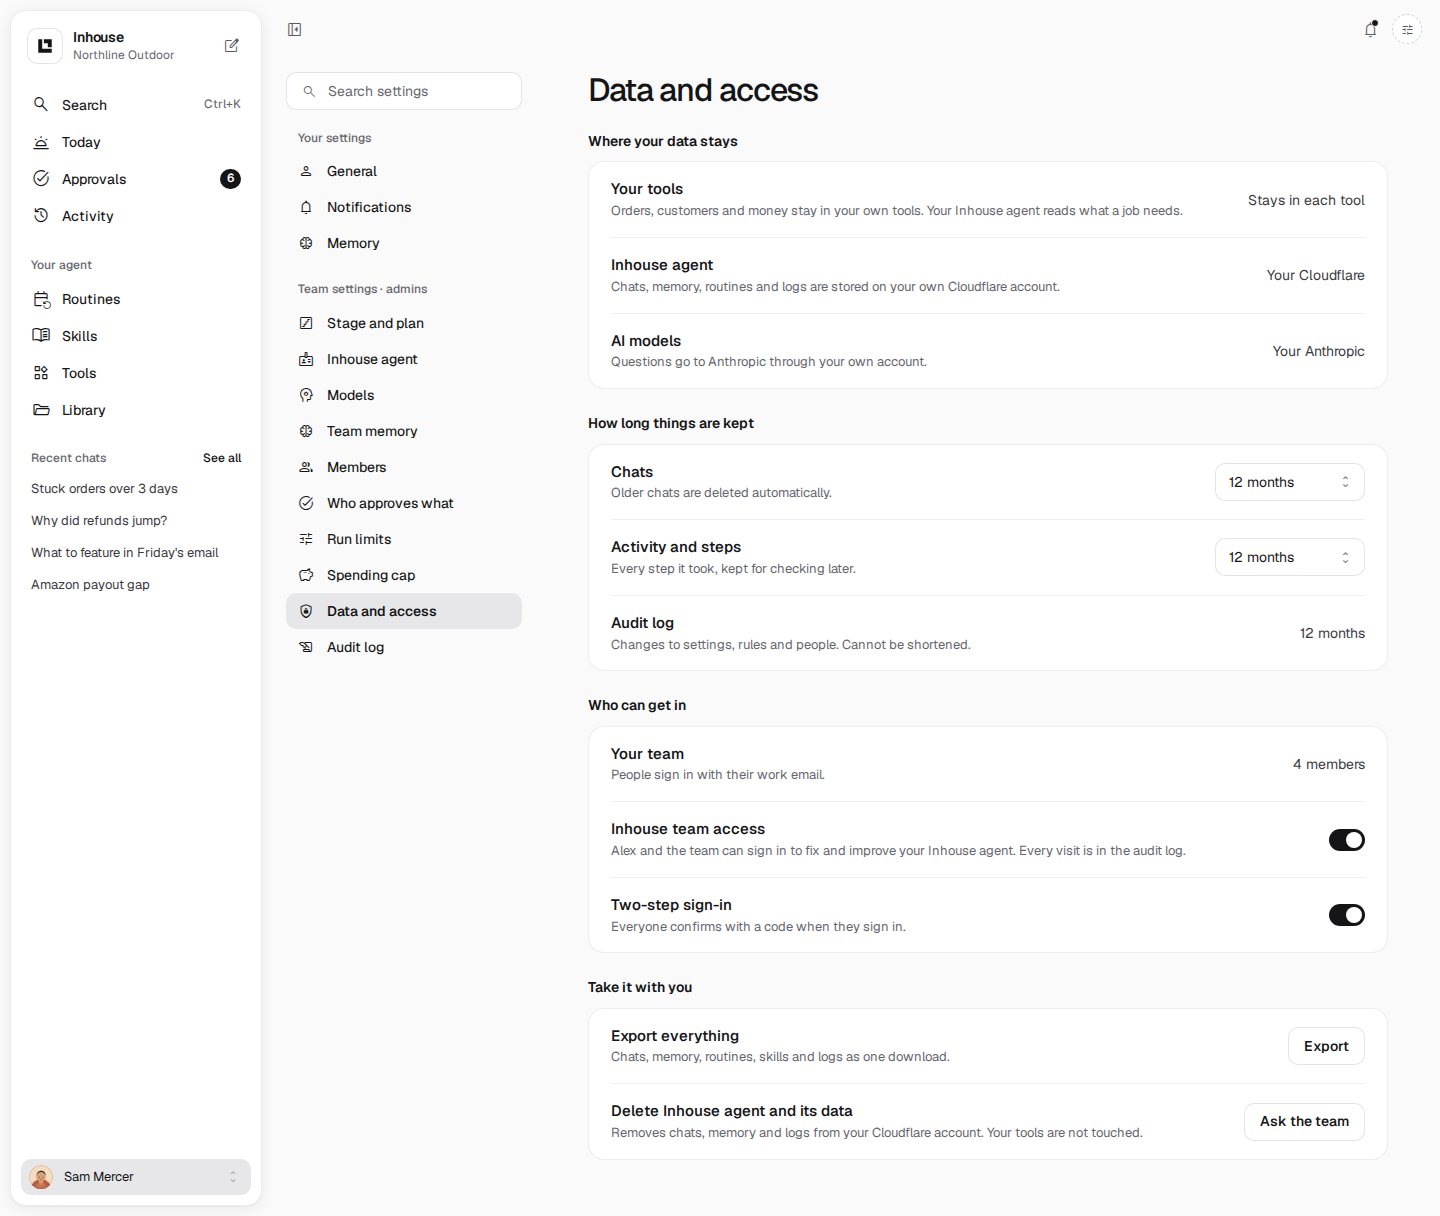 Inhouse
Northline Outdoor
Search
Ctrl+K
Today
Approvals
6
Activity
Your agent
Routines
Skills
Tools
Library
Recent chats
See all
Stuck orders over 3 days
Why did refunds jump?
What to feature in Friday's email
Amazon payout gap
Sam Mercer
Search settings
Your settings
General
Notifications
Memory
Team settings · admins
Stage and plan
Inhouse agent
Models
Team memory
Members
Who approves what
Run limits
Spending cap
Data and access
Audit log
Data and access
Where your data stays
Your tools
Orders, customers and money stay in your own tools. Your Inhouse agent reads what a job needs.
Stays in each tool
Inhouse agent
Chats, memory, routines and logs are stored on your own Cloudflare account.
Your Cloudflare
AI models
Questions go to Anthropic through your own account.
Your Anthropic
How long things are kept
Chats
Older chats are deleted automatically.
12 months
Activity and steps
Every step it took, kept for checking later.
12 months
Audit log
Changes to settings, rules and people. Cannot be shortened.
12 months
Who can get in
Your team
People sign in with their work email.
4 members
Inhouse team access
Alex and the team can sign in to fix and improve your Inhouse agent. Every visit is in the audit log.
Two-step sign-in
Everyone confirms with a code when they sign in.
Take it with you
Export everything
Chats, memory, routines, skills and logs as one download.
Export
Delete Inhouse agent and its data
Removes chats, memory and logs from your Cloudflare account. Your tools are not touched.
Ask the team